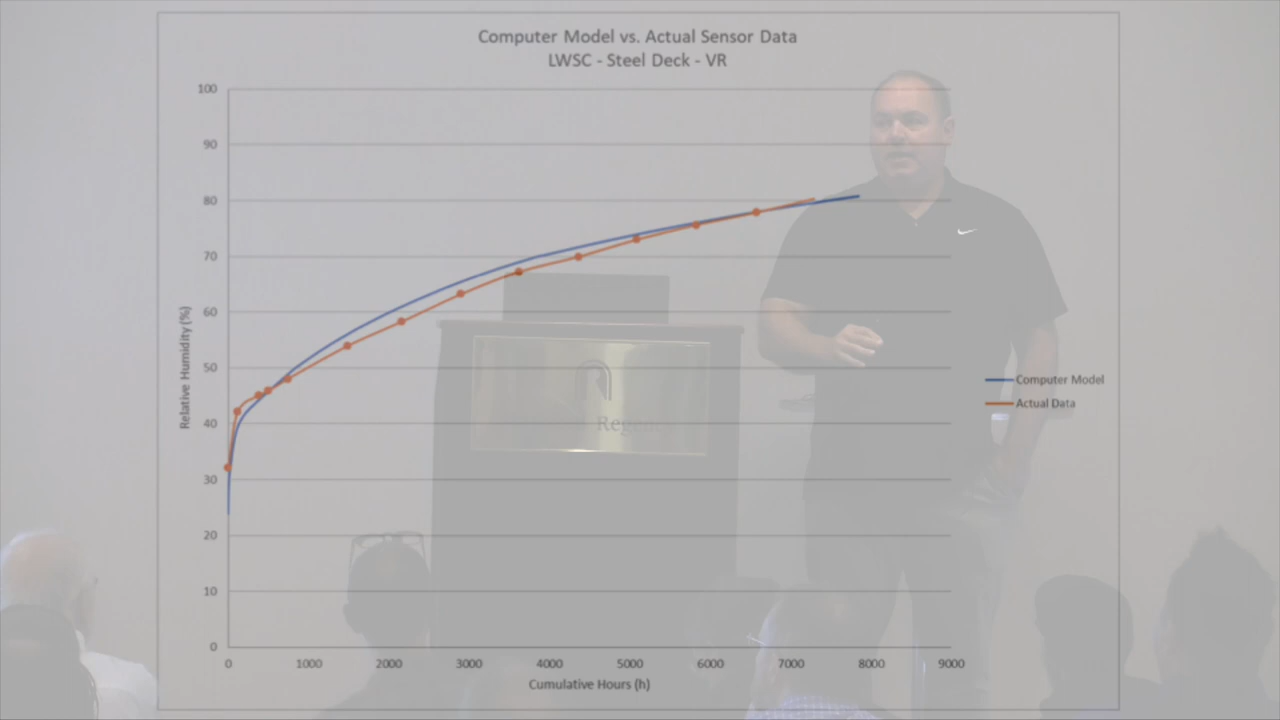 Computer Model vs. Actual Sensor Data
LWSC - Steel Deck - VR
100
90
80
70
60
50
40
30
20
10
0
Relative Humidity (%)
0 1000 2000 3000 4000 5000 6000 7000 8000 9000
Cumulative Hours (h)
Computer Model
Actual Data